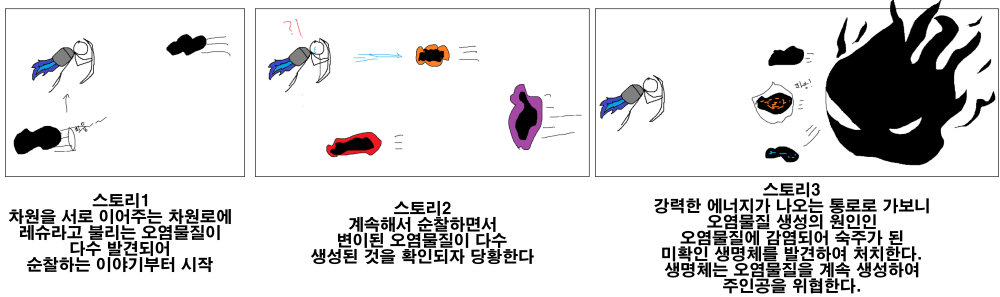 ?!
스토리1
차원을 서로 이어주는 차원로에
레슈라고 불리는 오염물질이
다수 발견되어
순찰하는 이야기부터 시작
스토리2
계속해서 순찰하면서
변이된 오염물질이 다수
생성된 것을 확인되자 당황한다
스토리3
강력한 에너지가 나오는 통로로 가보니
오염물질 생성의 원인인
오염물질에 감염되어 숙주가 된
미확인 생명체를 발견하여 처치한다.
생명체는 오염물질을 계속 생성하여
주인공을 위협한다.